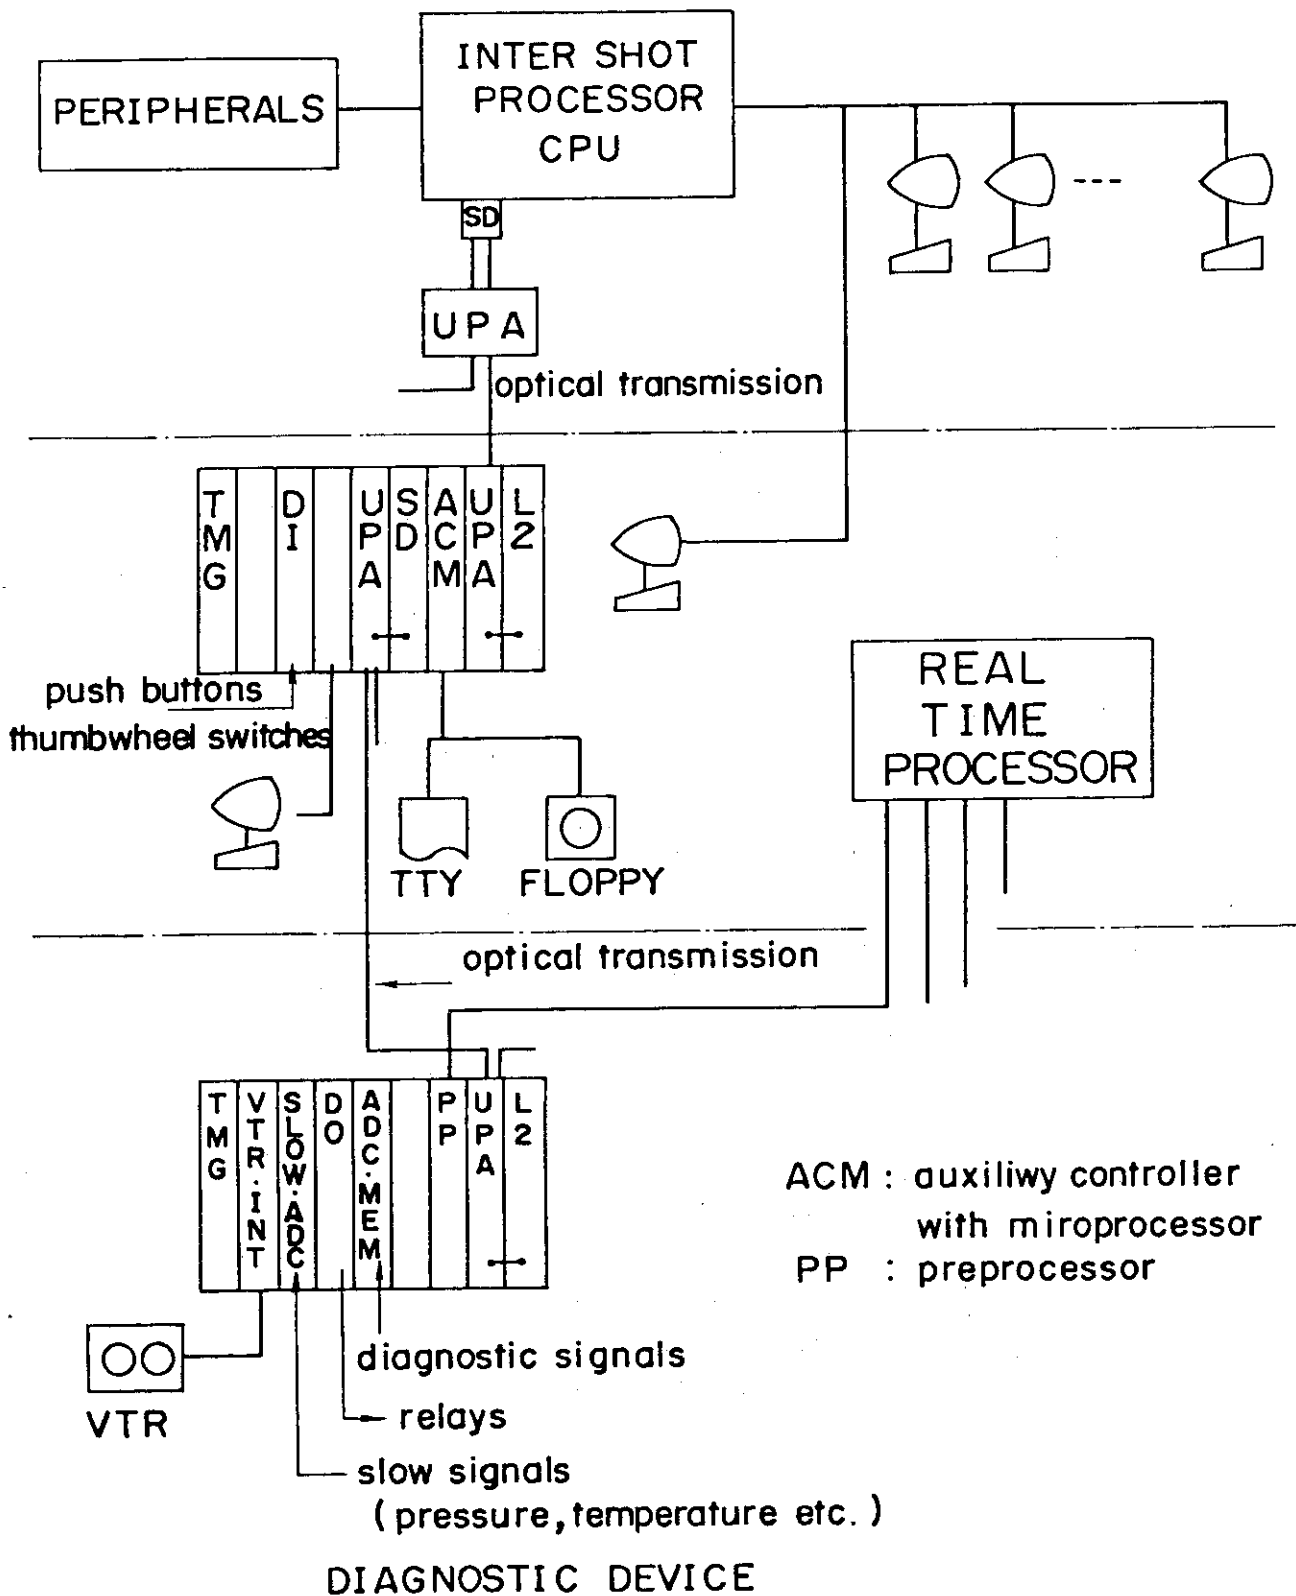 PERIPHERALS
INTER SHOT
PROCESSOR
CPU
SD
UPA
optical transmission
TMG
DI
UPA
SD
ACM
UPA
L2
push buttons
thumbwheel switches
TTY
FLOPPY
REAL
TIME
PROCESSOR
optical transmission
TMG
VTR·INT
SLOW·ADC
DO
ADC·MEM
PP
UPA
L2
ACM : auxiliwy controller
with miroprocessor
PP : preprocessor
VTR
diagnostic signals
relays
slow signals
(pressure, temperature etc.)
DIAGNOSTIC DEVICE